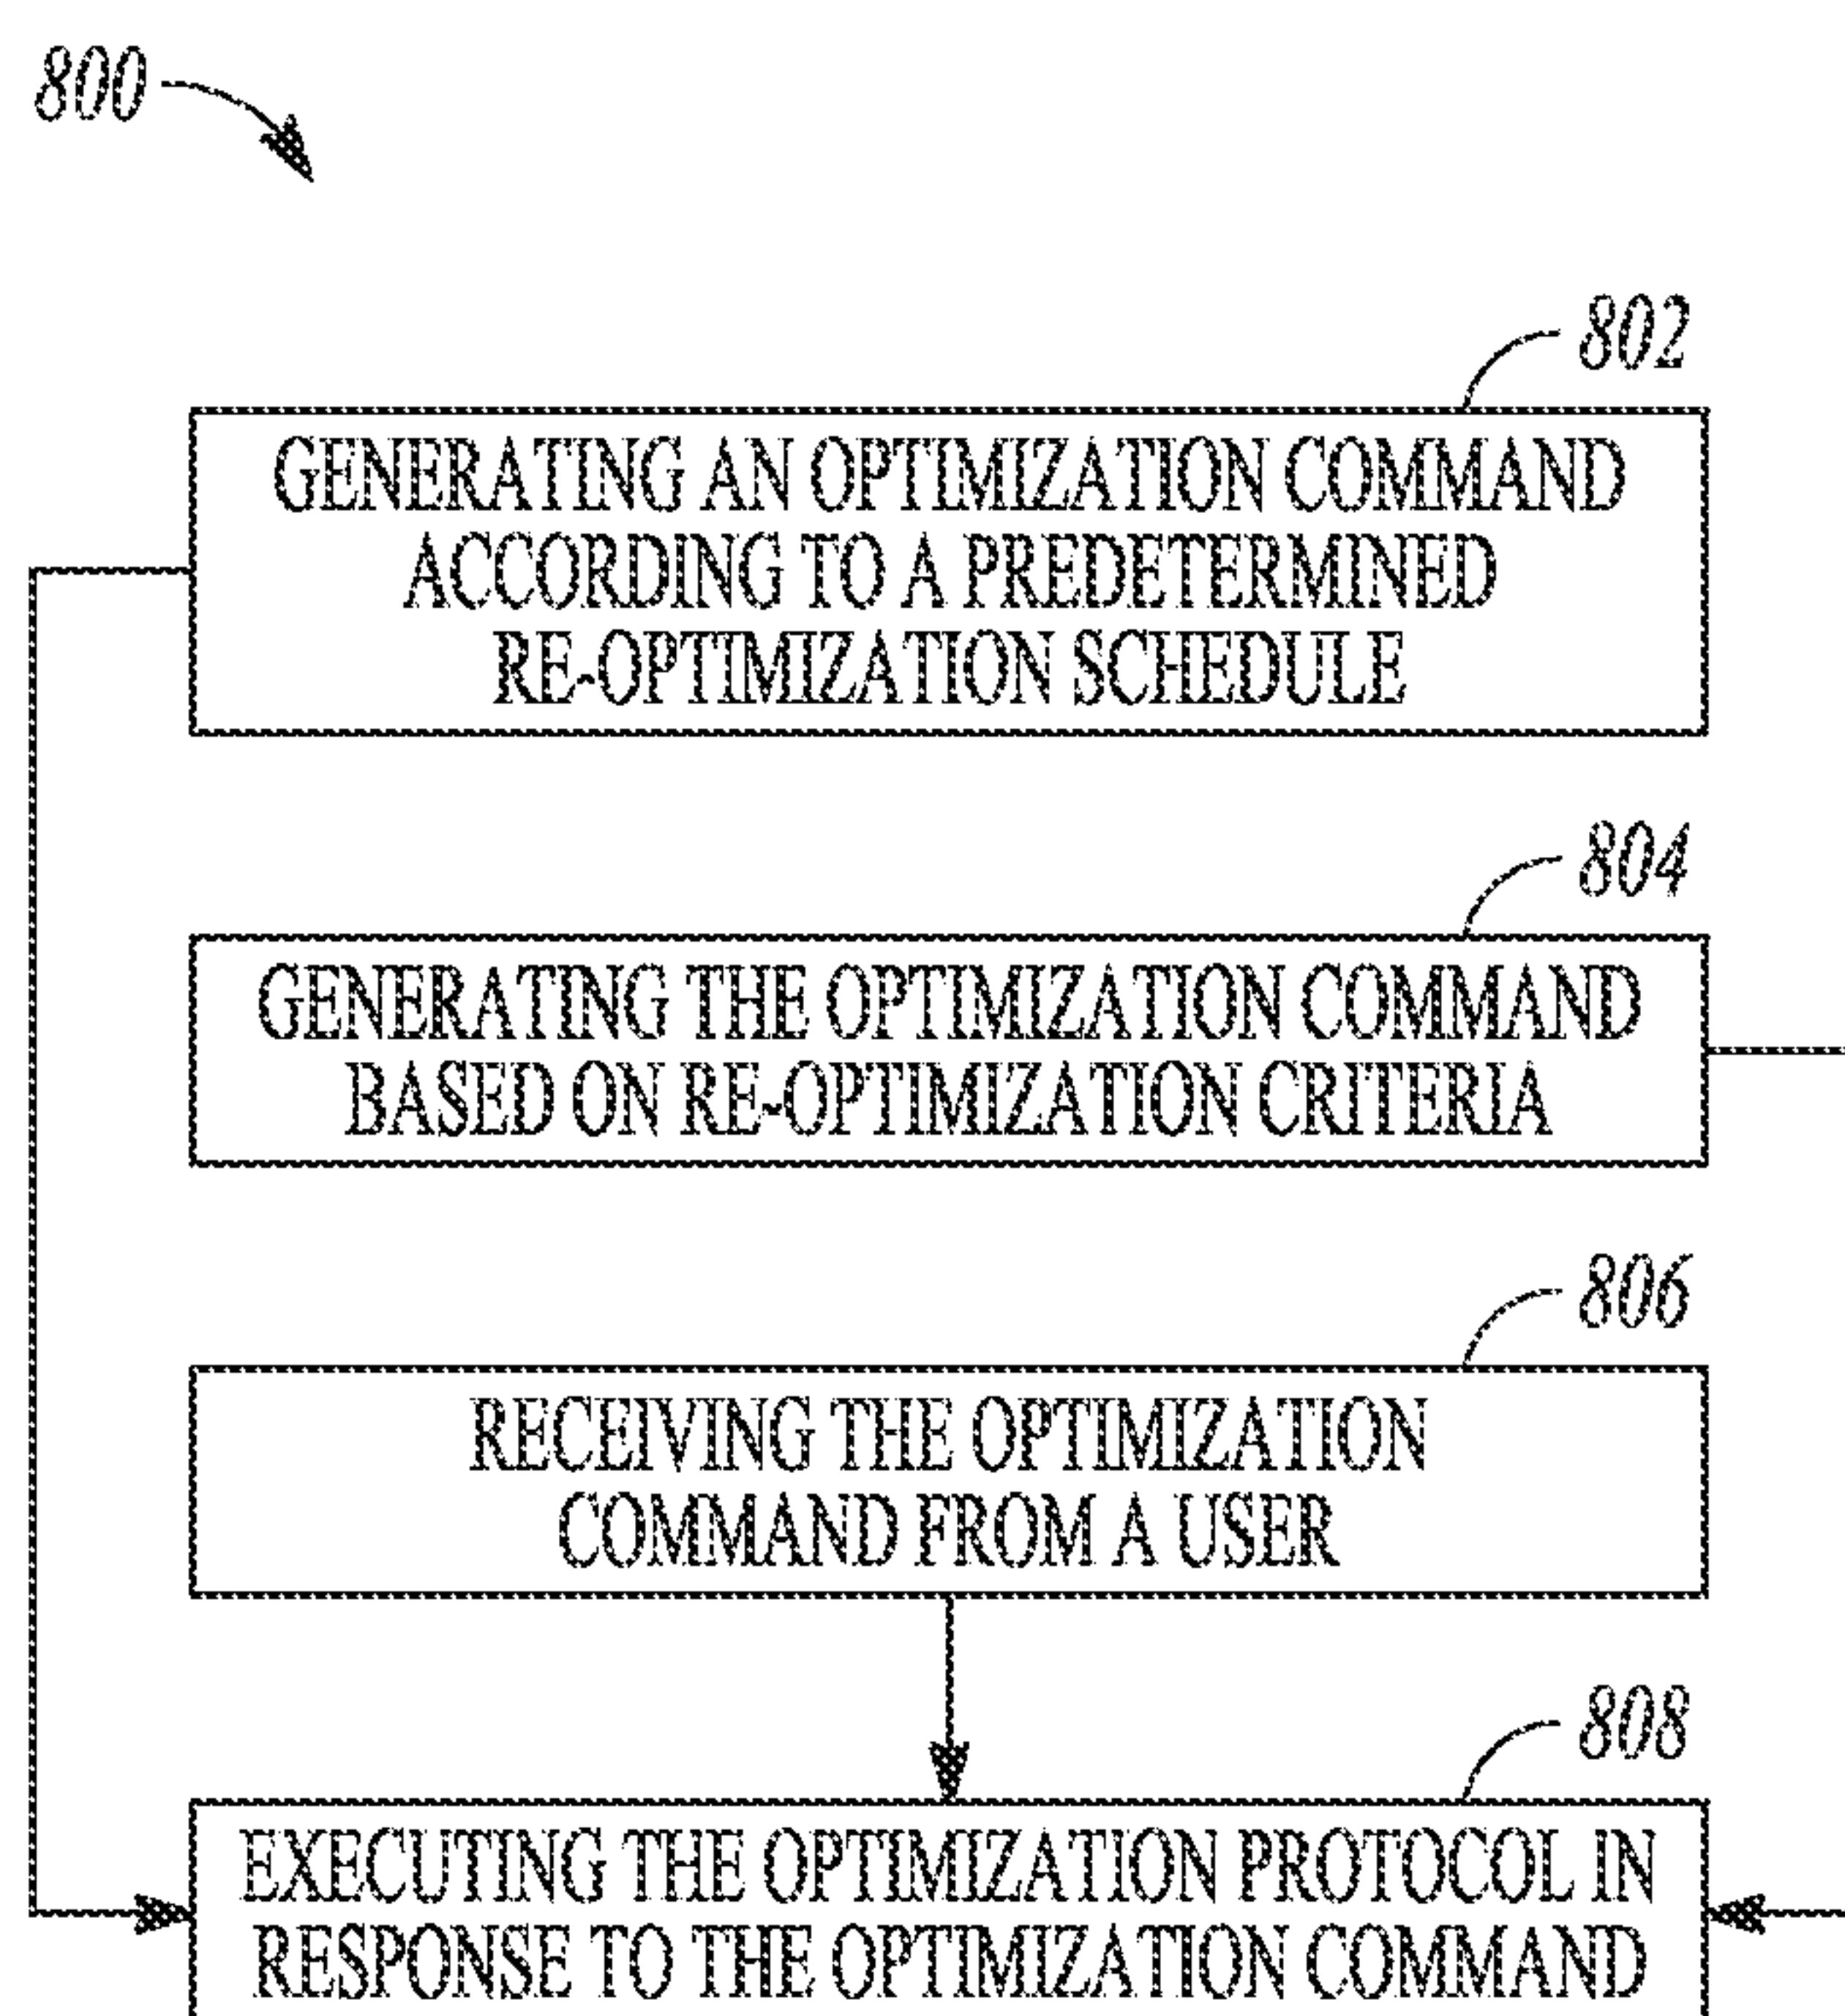 800
802
GENERATING AN OPTIMIZATION COMMAND
ACCORDING TO A PREDETERMINED
RE-OPTIMIZATION SCHEDULE
804
GENERATING THE OPTIMIZATION COMMAND
BASED ON RE-OPTIMIZATION CRITERIA
806
RECEIVING THE OPTIMIZATION
COMMAND FROM A USER
808
EXECUTING THE OPTIMIZATION PROTOCOL IN
RESPONSE TO THE OPTIMIZATION COMMAND